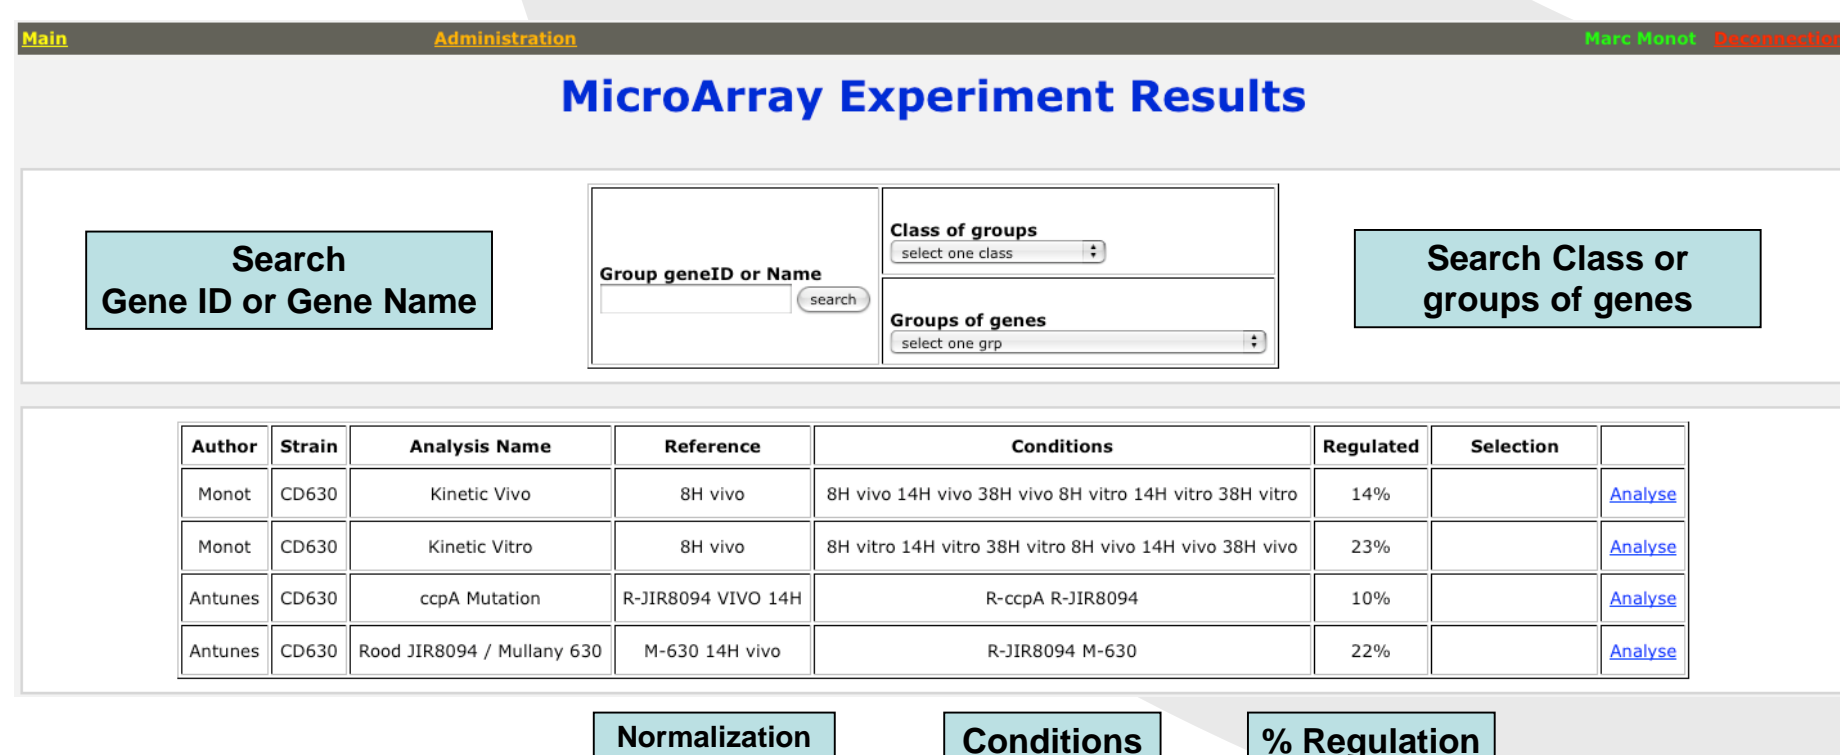 Main Administration Marc Monot Deconnection
MicroArray Experiment Results
Search
Gene ID or Gene Name
Group geneID or Name
search
Class of groups
select one class
Groups of genes
select one grp
Search Class or
groups of genes
Author Strain Analysis Name Reference Conditions Regulated Selection
Monot CD630 Kinetic Vivo 8H vivo 8H vivo 14H vivo 38H vivo 8H vitro 14H vitro 38H vitro 14% Analyse
Monot CD630 Kinetic Vitro 8H vivo 8H vitro 14H vitro 38H vitro 8H vivo 14H vivo 38H vivo 23% Analyse
Antunes CD630 ccpA Mutation R-JIR8094 VIVO 14H R-ccpA R-JIR8094 10% Analyse
Antunes CD630 Rood JIR8094 / Mullany 630 M-630 14H vivo R-JIR8094 M-630 22% Analyse
Normalization Conditions % Regulation